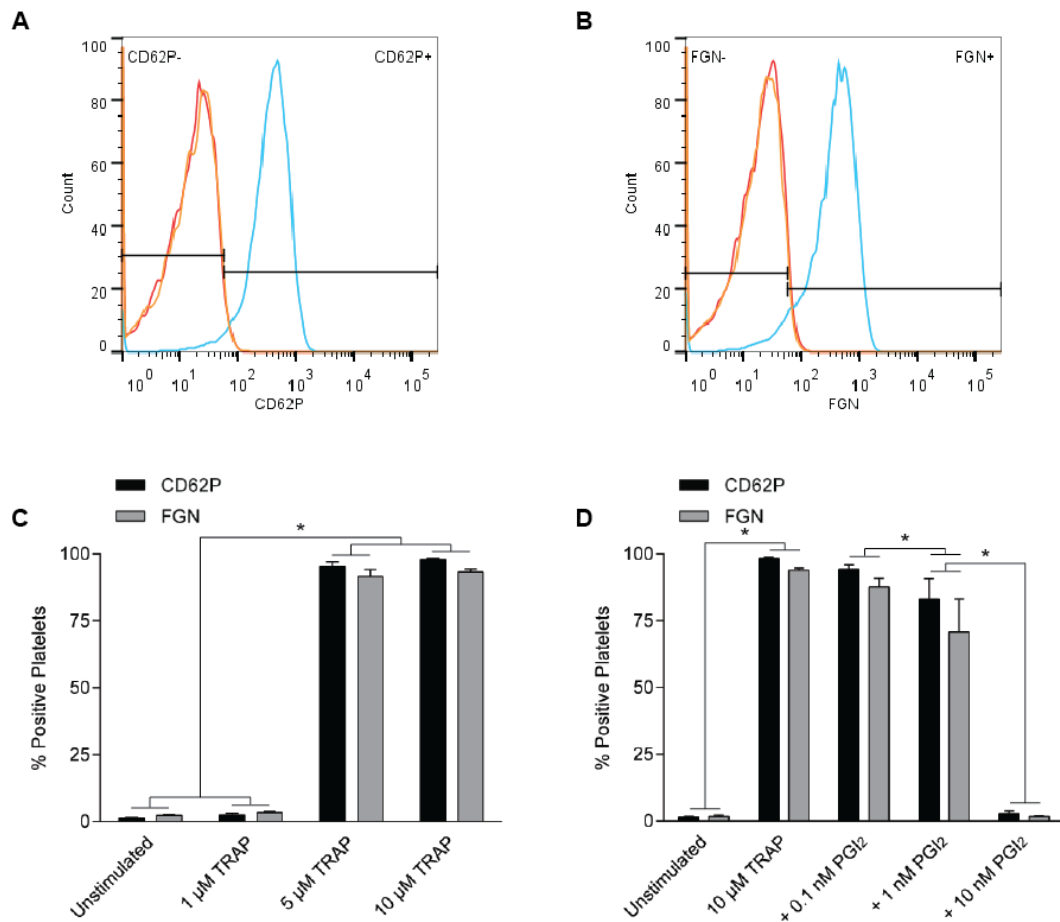 A
CD62P-
CD62P+
100
80
60
40
20
0
Count
10^0 10^1 10^2 10^3 10^4 10^5
CD62P
B
FGN-
FGN+
100
80
60
40
20
0
Count
10^0 10^1 10^2 10^3 10^4 10^5
FGN
C
CD62P
FGN
*
100
75
50
25
0
% Positive Platelets
Unstimulated
1 µM TRAP
5 µM TRAP
10 µM TRAP
D
CD62P
FGN
*
*
*
100
75
50
25
0
% Positive Platelets
Unstimulated
10 µM TRAP
+ 0.1 nM PGI₂
+ 1 nM PGI₂
+ 10 nM PGI₂